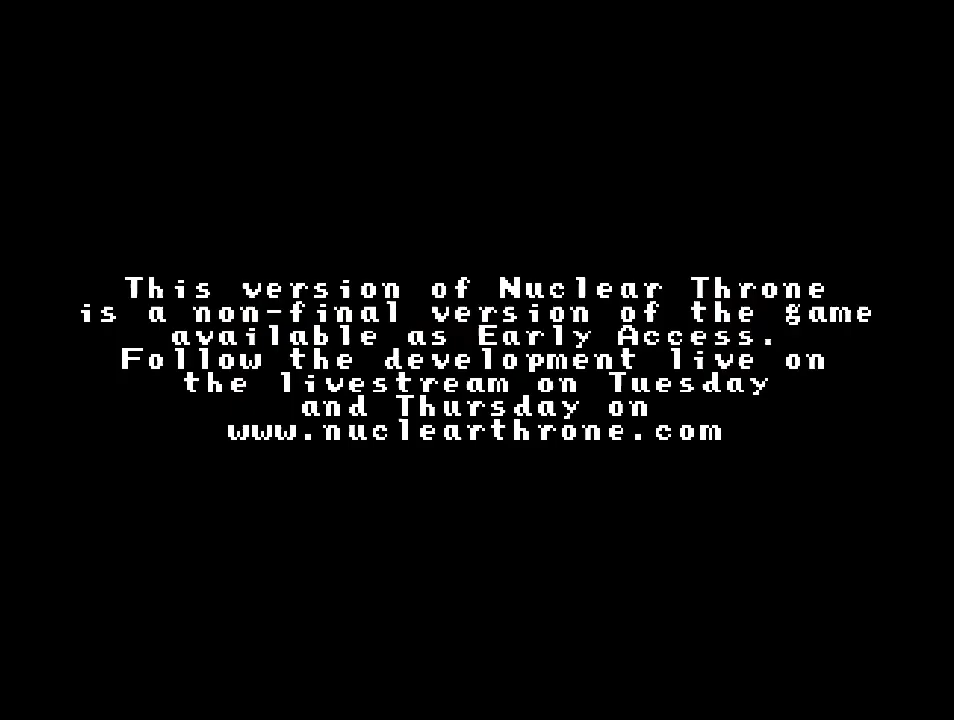 This version of Nuclear Throne
is a non-final version of the game
available as Early Access.
Follow the development live on
the livestream on Tuesday
and Thursday on
www.nuclearthrone.com